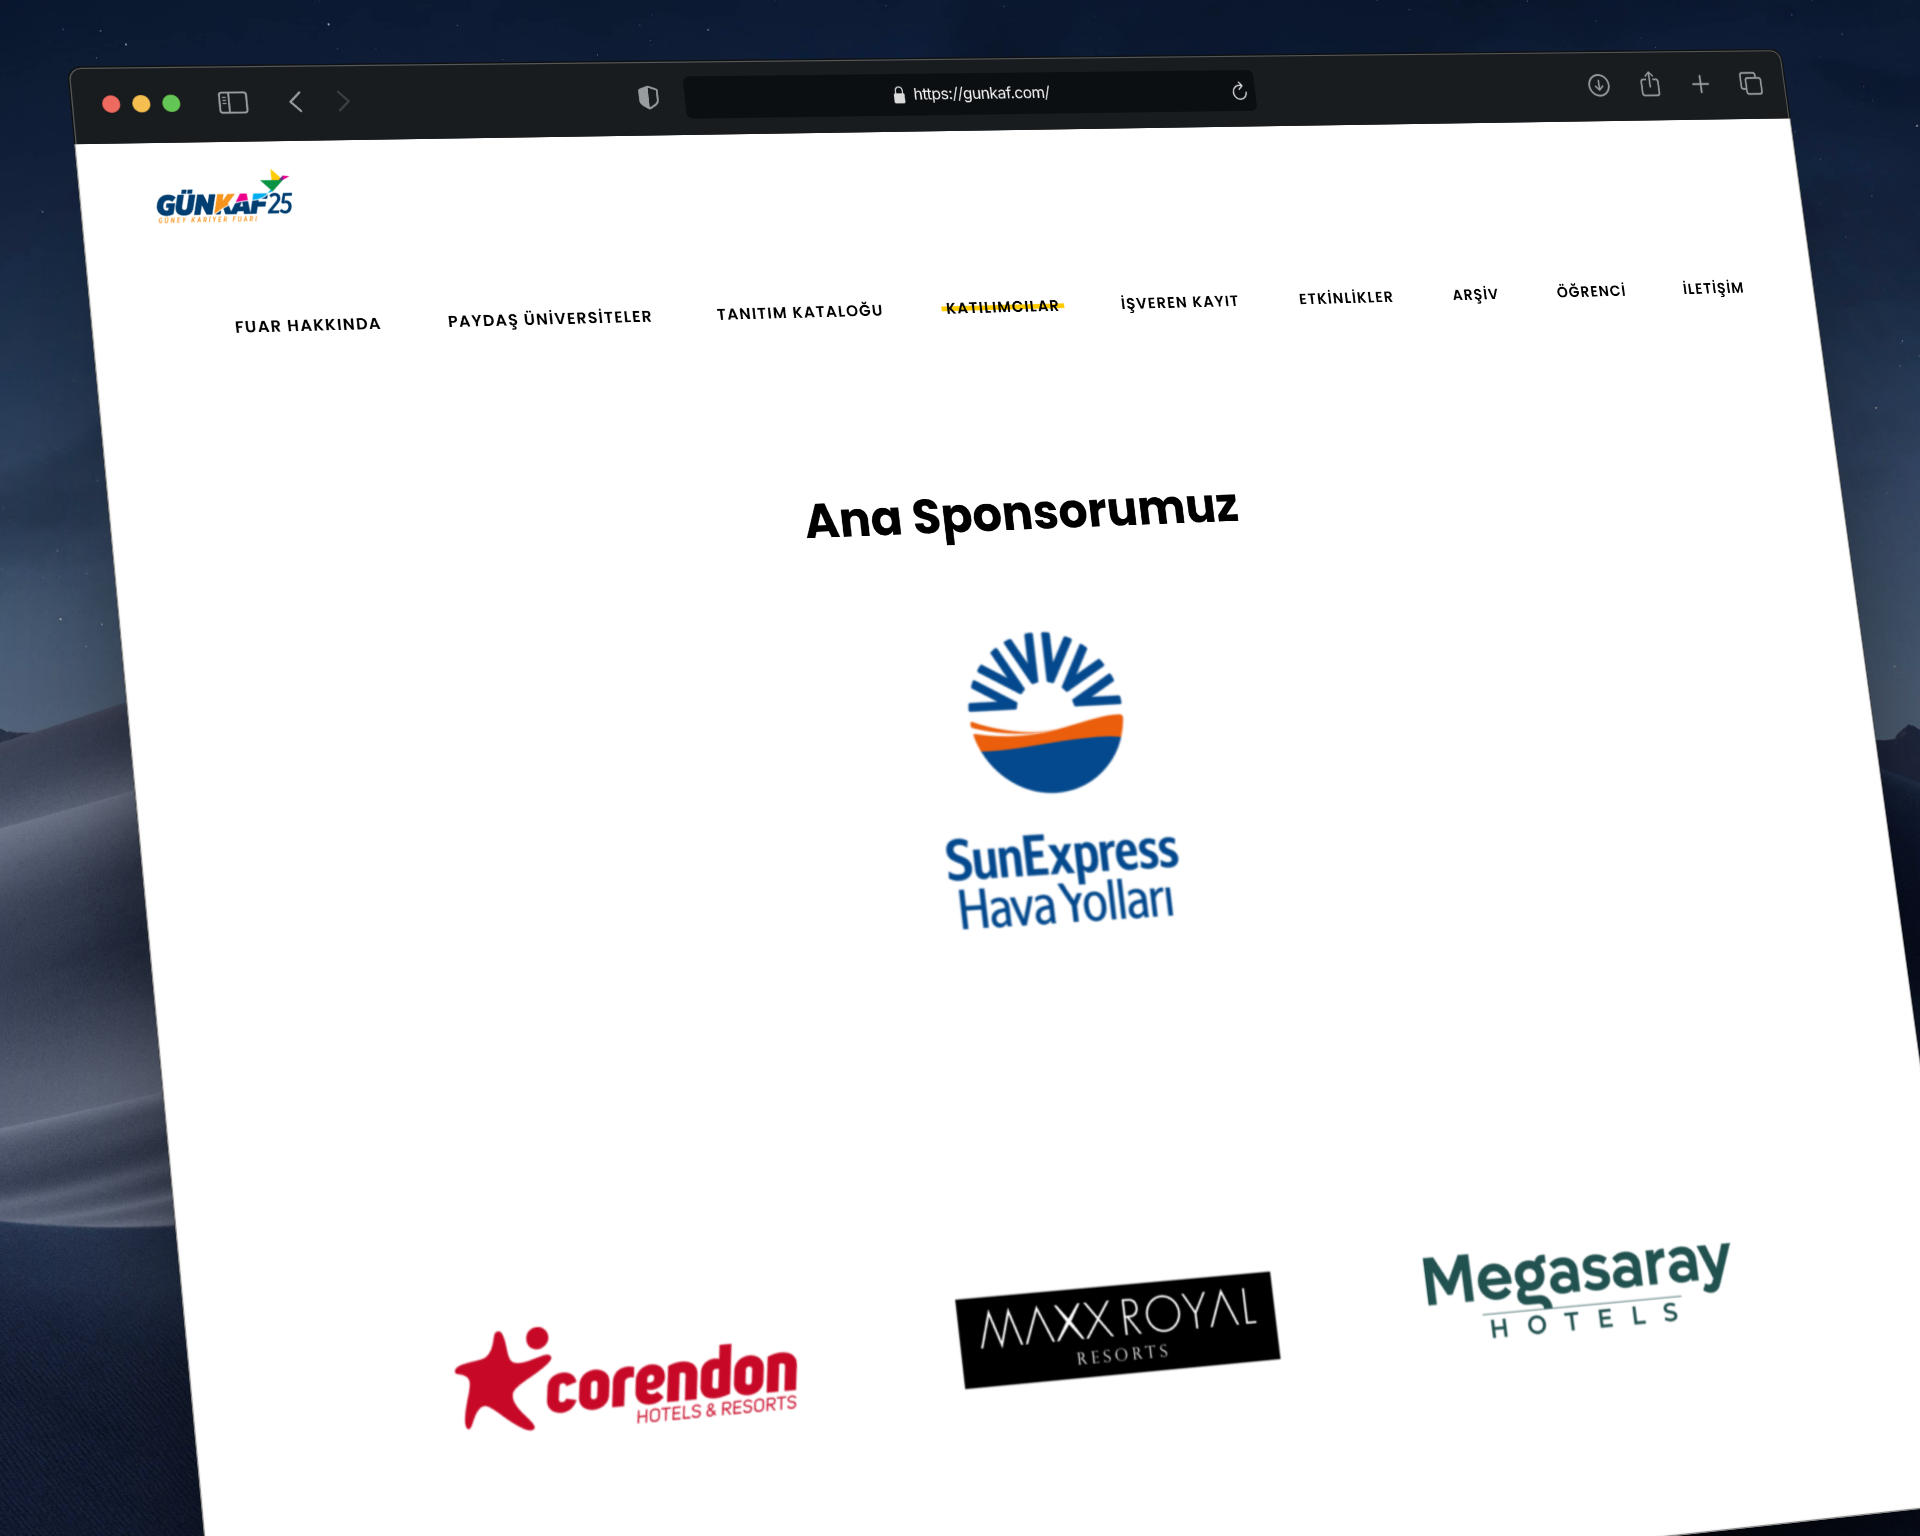 https://gunkaf.com/
GÜNKAF25
GÜNEY KARİYER FUARI
FUAR HAKKINDA PAYDAŞ ÜNİVERSİTELER TANITIM KATALOĞU KATILIMCILAR İŞVEREN KAYIT ETKİNLİKLER ARŞİV ÖĞRENCİ İLETİŞİM
Ana Sponsorumuz
SunExpress
Hava Yolları
corendon
HOTELS & RESORTS
MAXX ROYAL
RESORTS
Megasaray
HOTELS